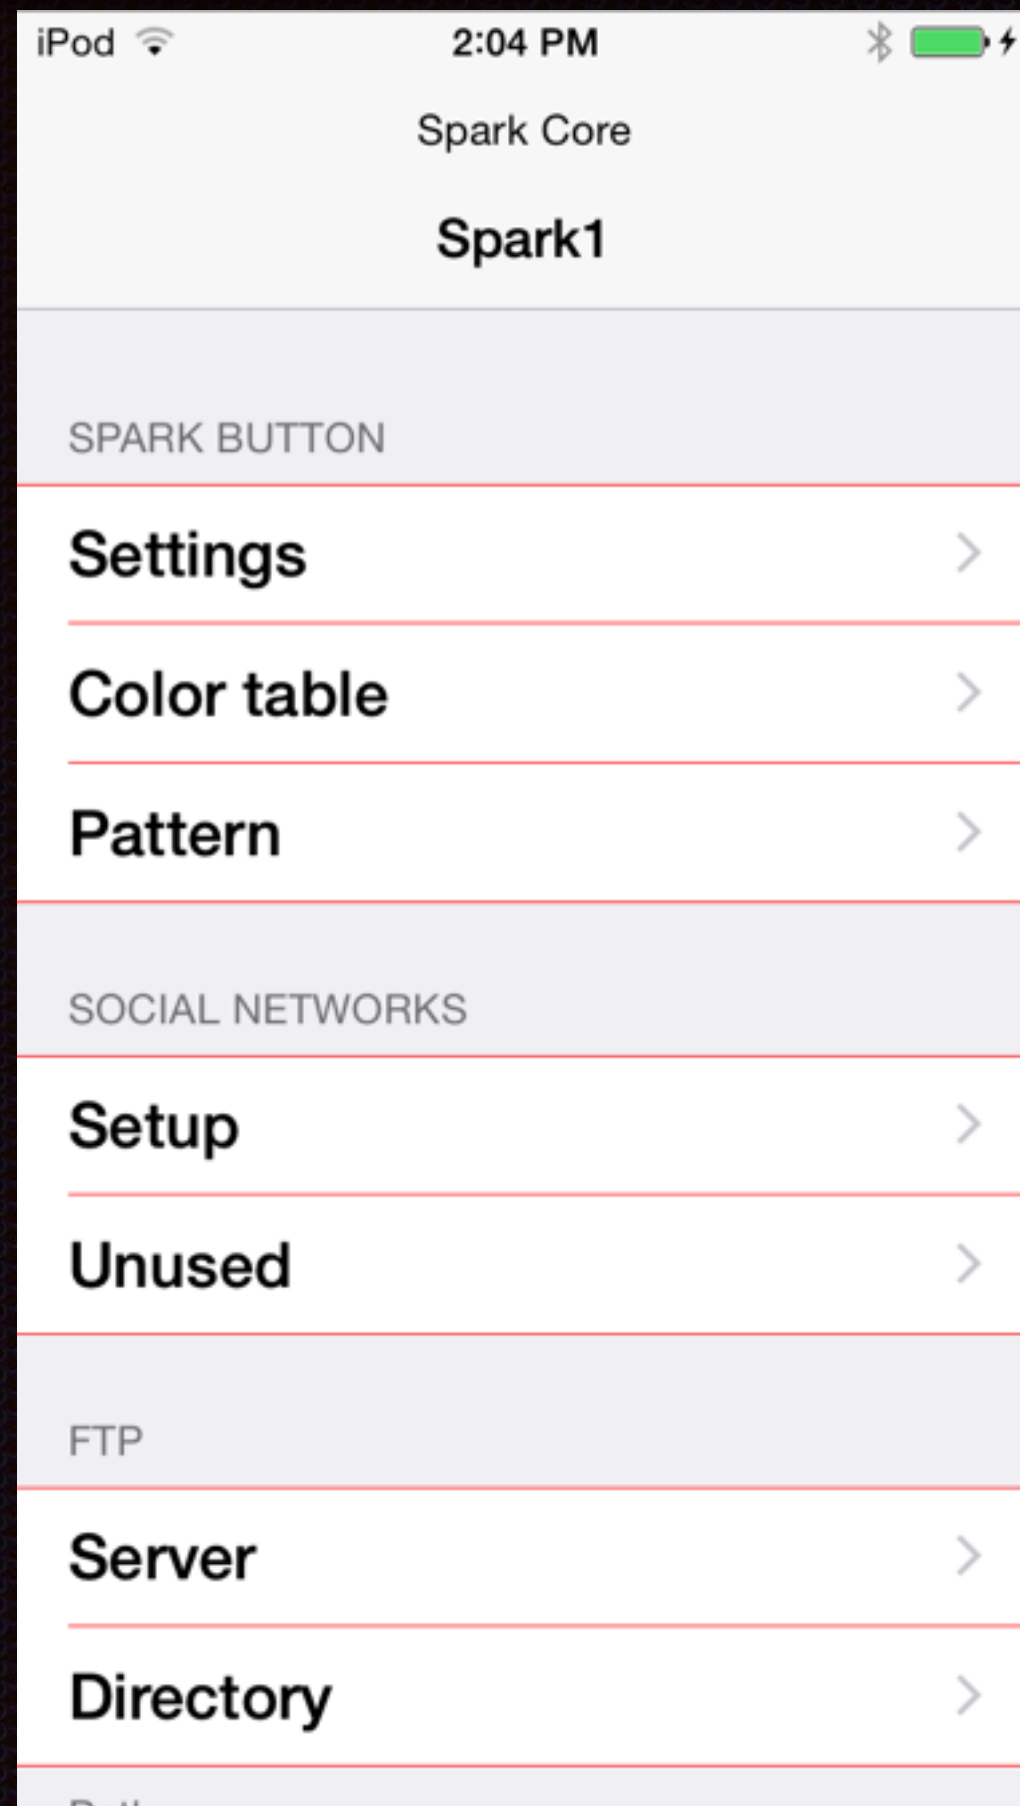 iPod 2:04 PM
Spark Core
Spark1
SPARK BUTTON
Settings
Color table
Pattern
SOCIAL NETWORKS
Setup
Unused
FTP
Server
Directory